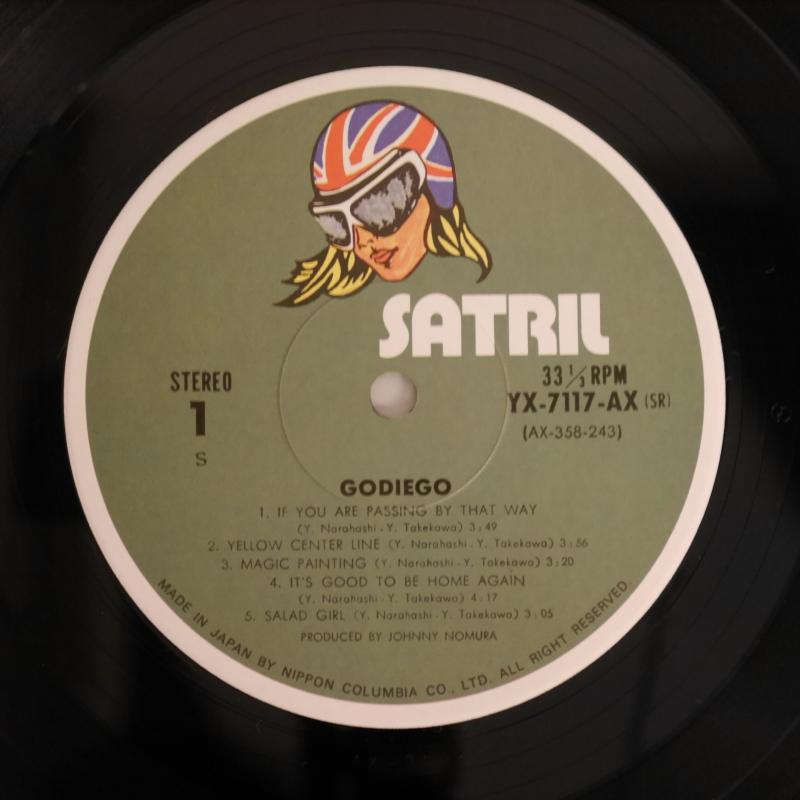 SATRIL
STEREO
1
S
33 1/3 RPM
YX-7117-AX (SR)
(AX-358-243)
GODIEGO
1. IF YOU ARE PASSING BY THAT WAY
(Y. Narahashi - Y. Takekawa) 3:49
2. YELLOW CENTER LINE (Y. Narahashi - Y. Takekawa) 3:56
3. MAGIC PAINTING (Y. Narahashi - Y. Takekawa) 3:20
4. IT'S GOOD TO BE HOME AGAIN
(Y. Narahashi - Y. Takekawa) 4:17
5. SALAD GIRL (Y. Narahashi - Y. Takekawa) 3:05
PRODUCED BY JOHNNY NOMURA
MADE IN JAPAN BY NIPPON COLUMBIA CO., LTD. ALL RIGHT RESERVED.